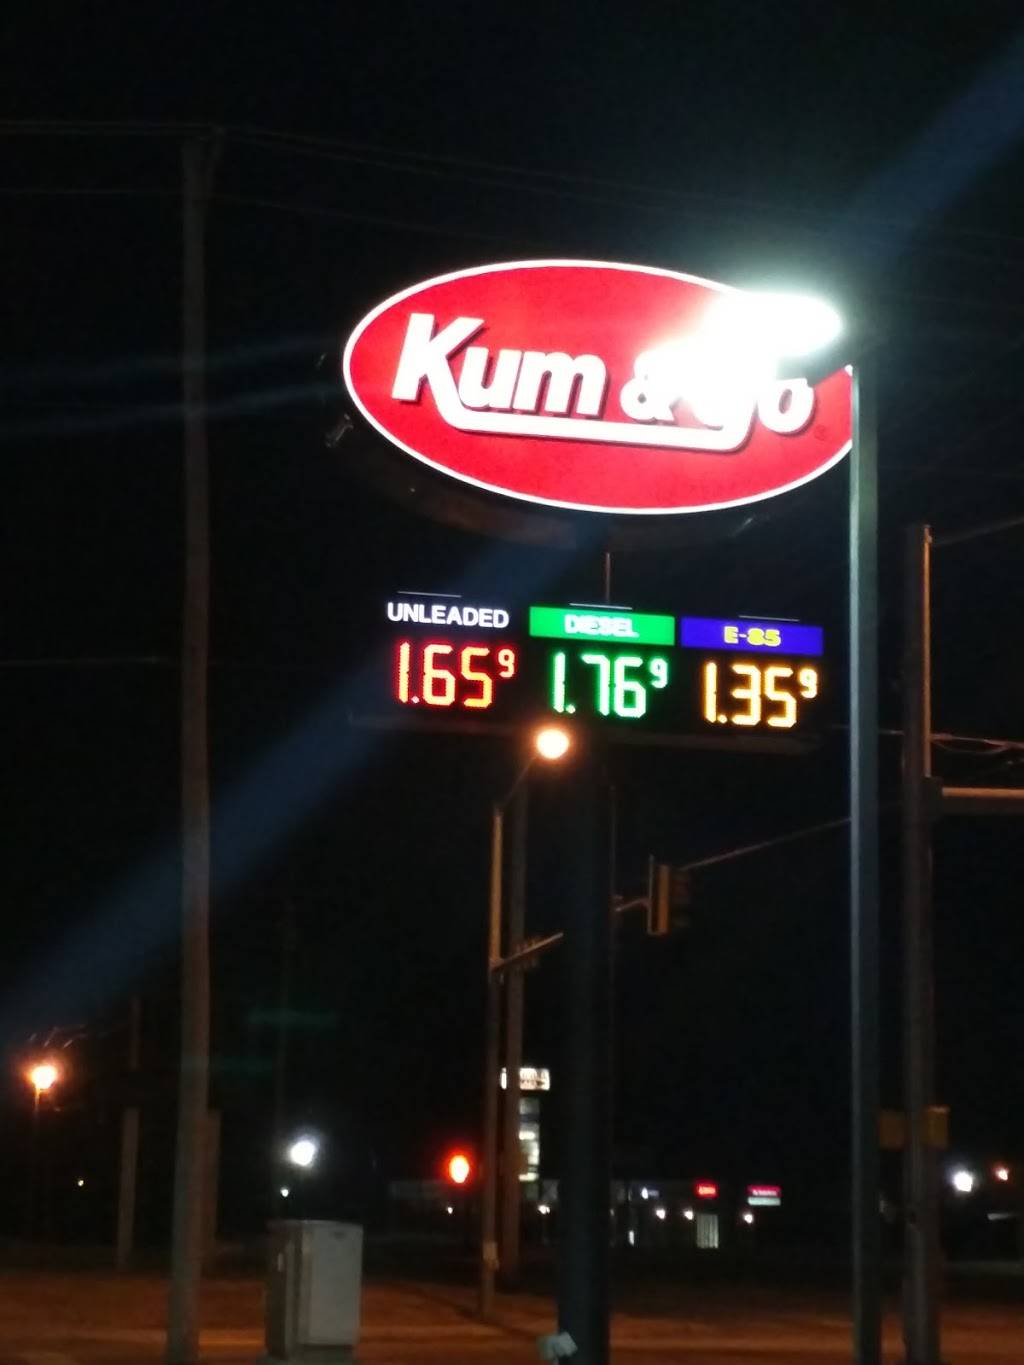 Kum & Go
UNLEADED DIESEL E-85
1.65⁹ 1.76⁹ 1.35⁹